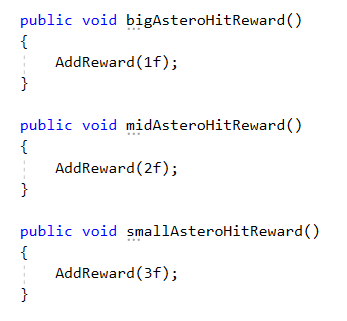 public void bigAsteroHitReward()
{
    AddReward(1f);
}

public void midAsteroHitReward()
{
    AddReward(2f);
}

public void smallAsteroHitReward()
{
    AddReward(3f);
}